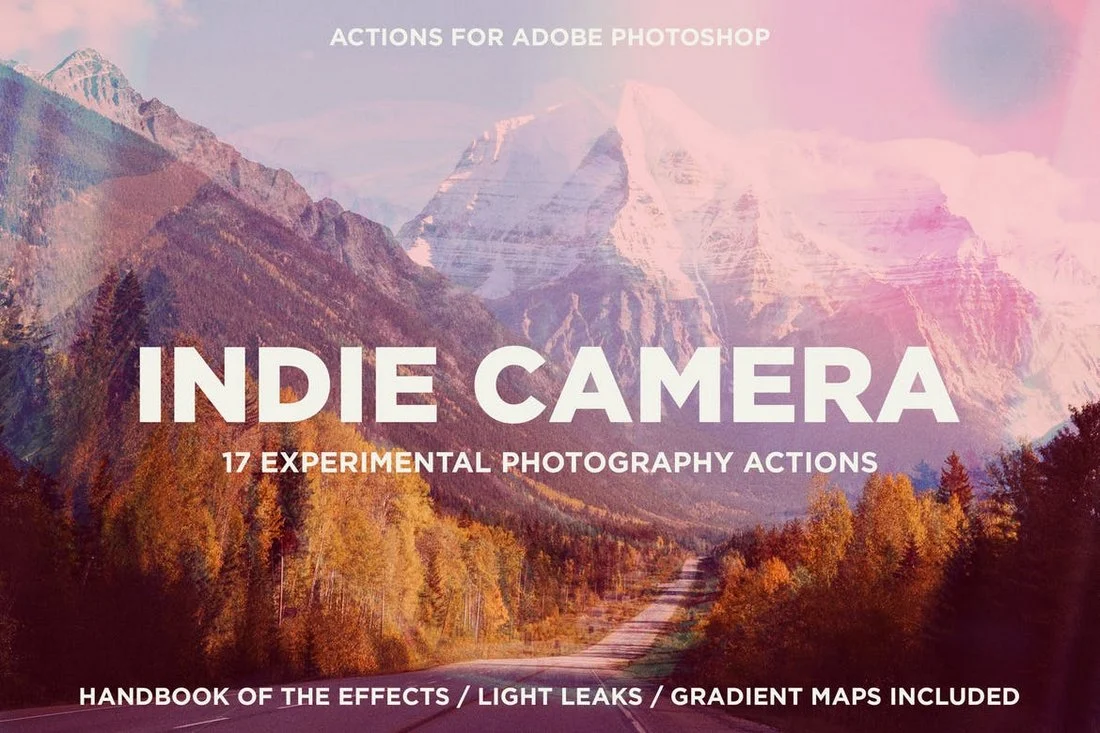 ACTIONS FOR ADOBE PHOTOSHOP
INDIE CAMERA
17 EXPERIMENTAL PHOTOGRAPHY ACTIONS
HANDBOOK OF THE EFFECTS / LIGHT LEAKS / GRADIENT MAPS INCLUDED